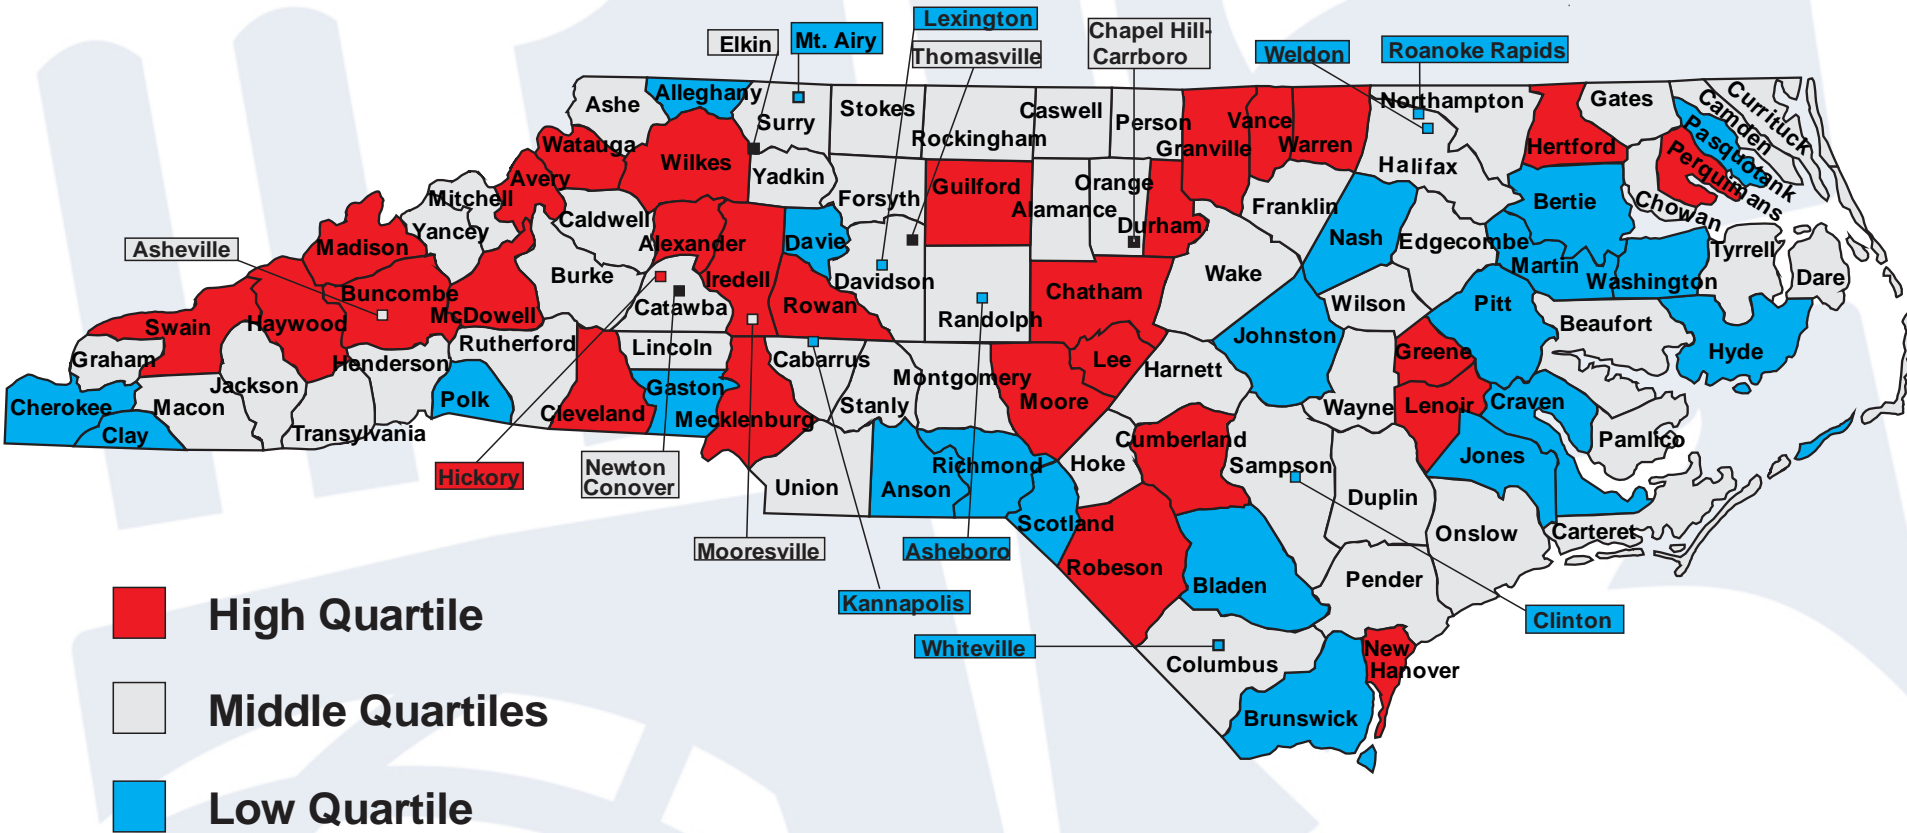 Lexington
Elkin
Mt. Airy
Thomasville
Chapel Hill-
Carrboro
Weldon
Roanoke Rapids
Ashe
Alleghany
Surry
Stokes
Rockingham
Caswell
Person
Granville
Vance
Warren
Northampton
Halifax
Hertford
Gates
Currituck
Camden
Pasquotank
Perquimans
Chowan
Watauga
Wilkes
Yadkin
Forsyth
Guilford
Alamance
Orange
Durham
Franklin
Nash
Edgecombe
Bertie
Martin
Washington
Tyrrell
Dare
Avery
Mitchell
Yancey
Caldwell
Alexander
Iredell
Davie
Davidson
Randolph
Chatham
Wake
Wilson
Pitt
Beaufort
Hyde
Asheville
Madison
Buncombe
McDowell
Burke
Catawba
Rowan
Swain
Haywood
Graham
Jackson
Henderson
Rutherford
Lincoln
Cabarrus
Stanly
Montgomery
Moore
Lee
Harnett
Johnston
Greene
Wayne
Lenoir
Craven
Pamlico
Cherokee
Clay
Macon
Transylvania
Polk
Cleveland
Gaston
Mecklenburg
Union
Anson
Richmond
Scotland
Hoke
Cumberland
Sampson
Duplin
Jones
Onslow
Carteret
Hickory
Newton
Conover
Mooresville
Asheboro
Kannapolis
Whiteville
Robeson
Bladen
Pender
Clinton
Columbus
Brunswick
New
Hanover
High Quartile
Middle Quartiles
Low Quartile